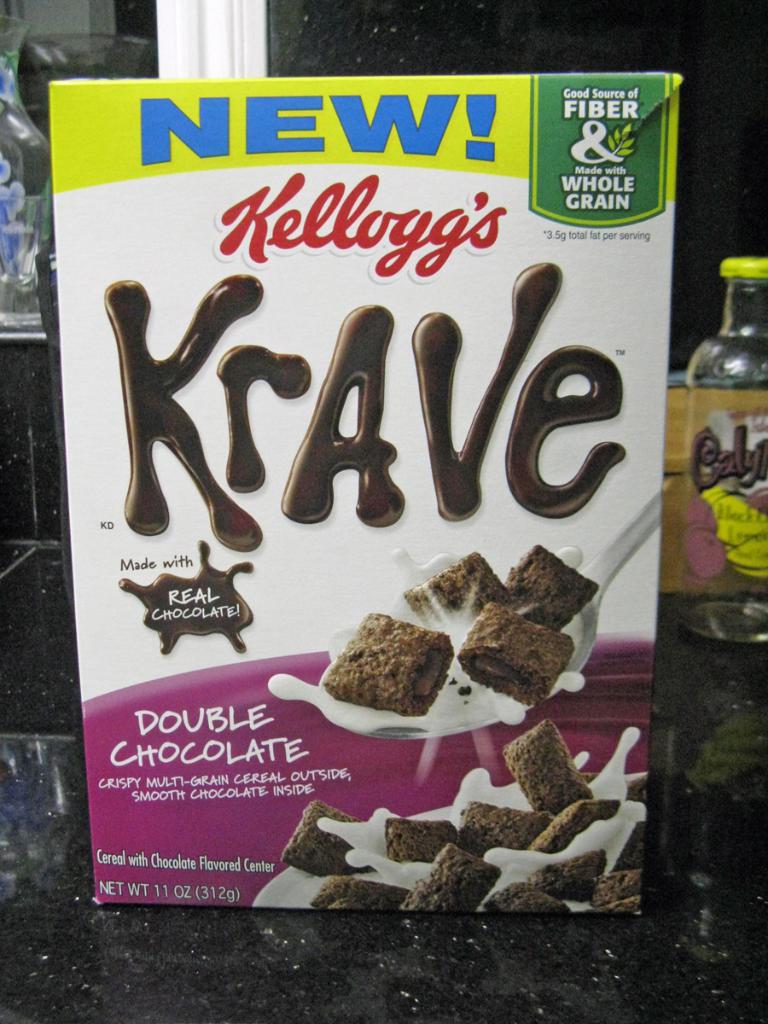 NEW!
Good Source of
FIBER
&
Made with
WHOLE
GRAIN
*3.5g total fat per serving
Kellogg's
Krave
TM
KD
Made with
REAL
CHOCOLATE!
DOUBLE
CHOCOLATE
CRISPY MULTI-GRAIN CEREAL OUTSIDE,
SMOOTH CHOCOLATE INSIDE
Cereal with Chocolate Flavored Center
NET WT 11 OZ (312g)